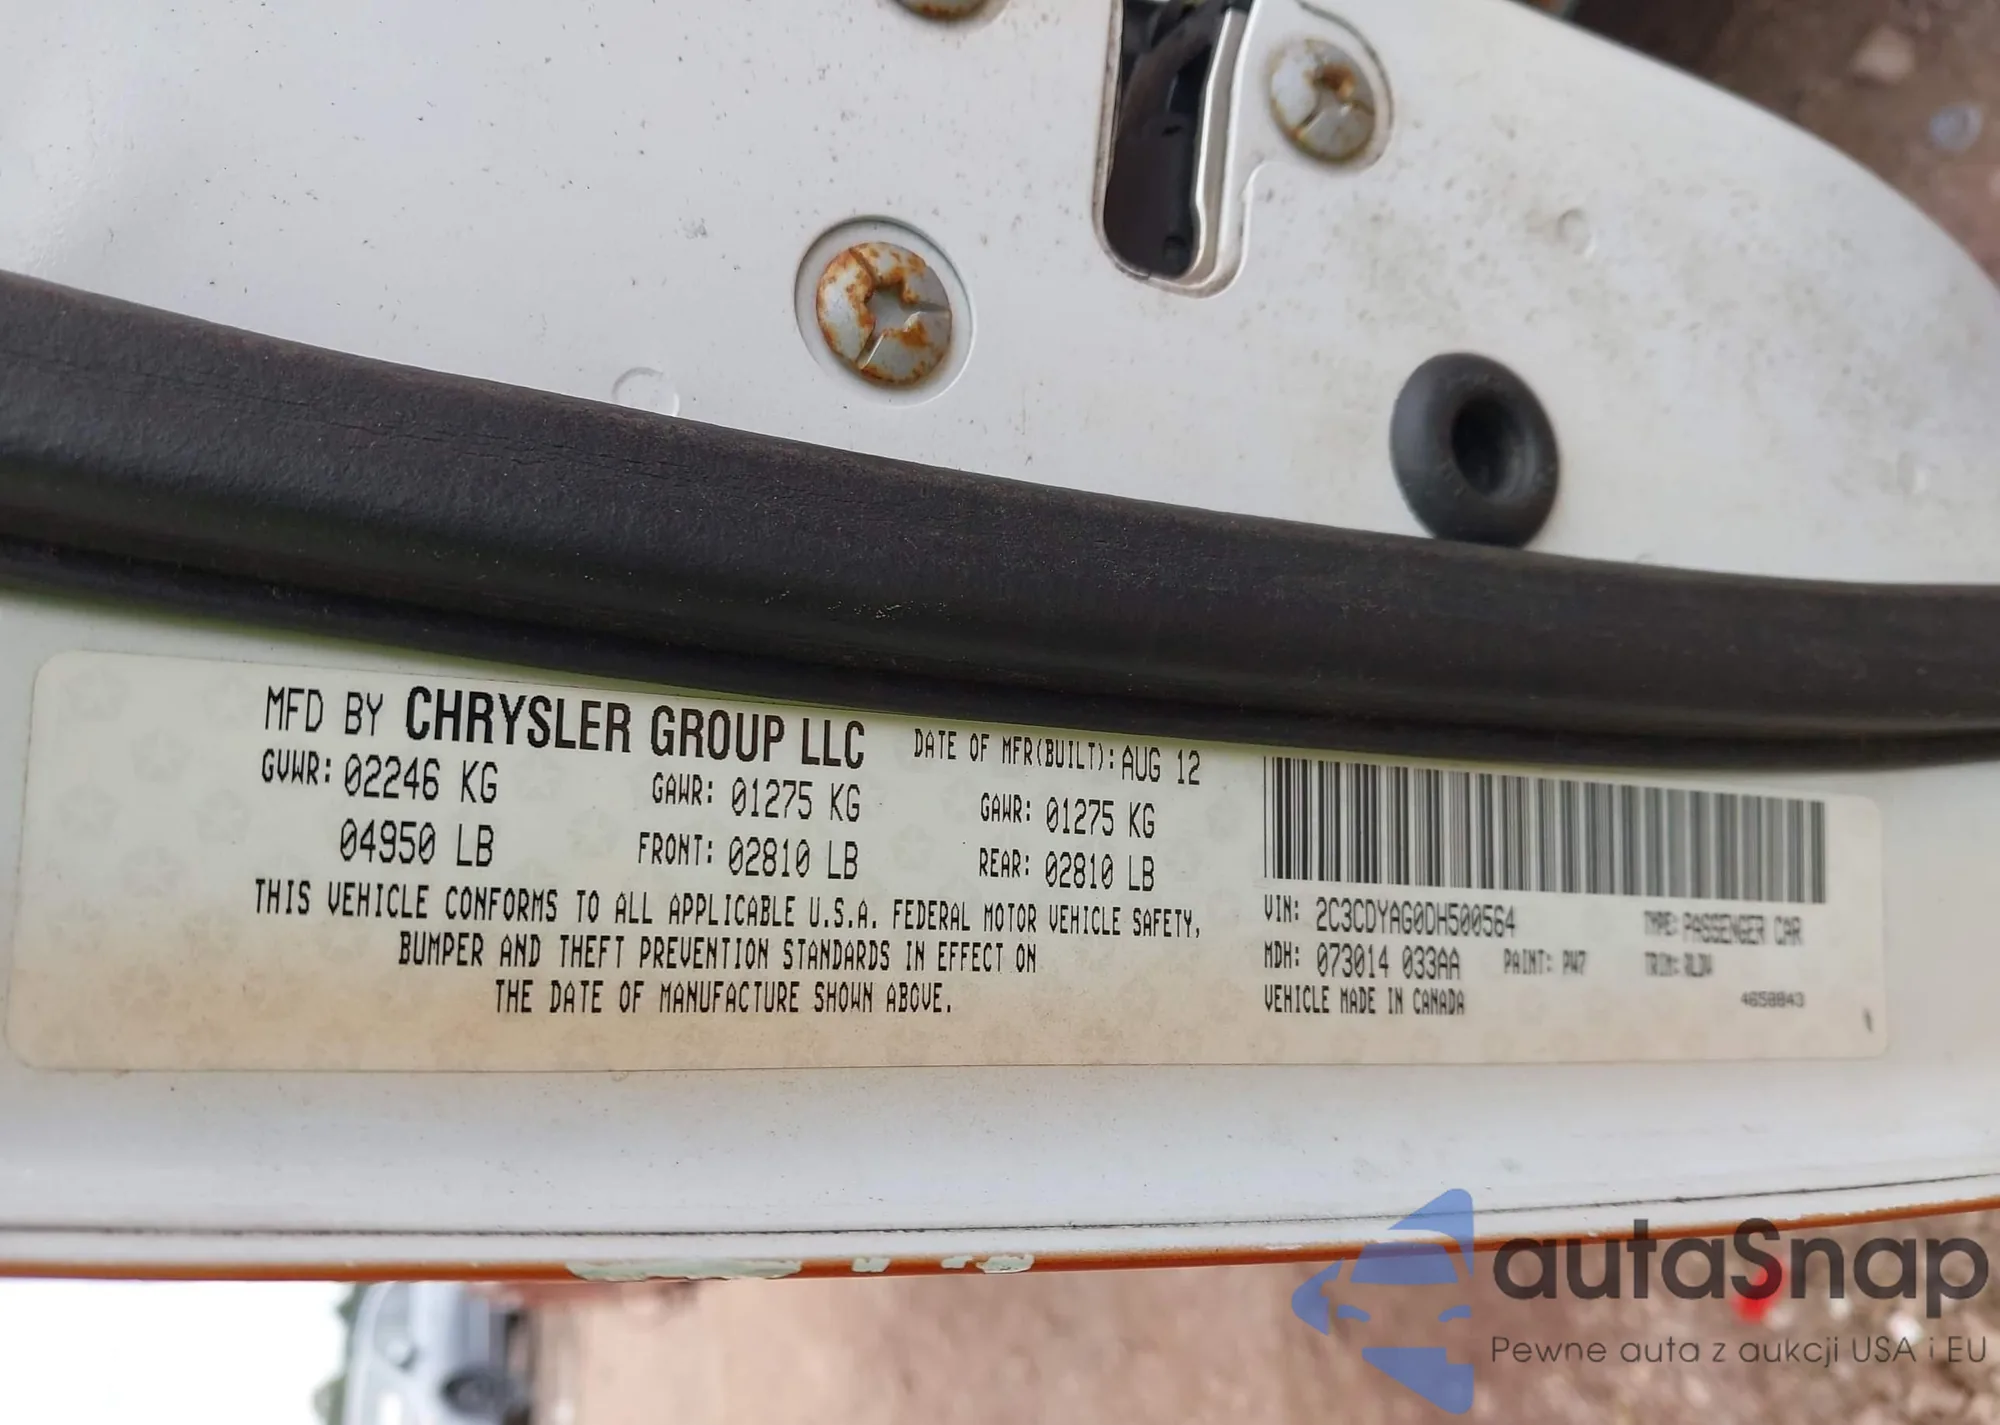 MFD BY CHRYSLER GROUP LLC DATE OF MFR(BUILT): AUG 12
GVWR: 02246 KG GAWR: 01275 KG GAWR: 01275 KG
04950 LB FRONT: 02810 LB REAR: 02810 LB
THIS VEHICLE CONFORMS TO ALL APPLICABLE U.S.A. FEDERAL MOTOR VEHICLE SAFETY,
BUMPER AND THEFT PREVENTION STANDARDS IN EFFECT ON
THE DATE OF MANUFACTURE SHOWN ABOVE.
VIN: 2C3CDYAG0DH500564 TYPE: PASSENGER CAR
MDH: 073014 033AA PAINT: PW7 TRIM:
VEHICLE MADE IN CANADA 4658843
autaSnap
Pewne auta z aukcji USA i EU